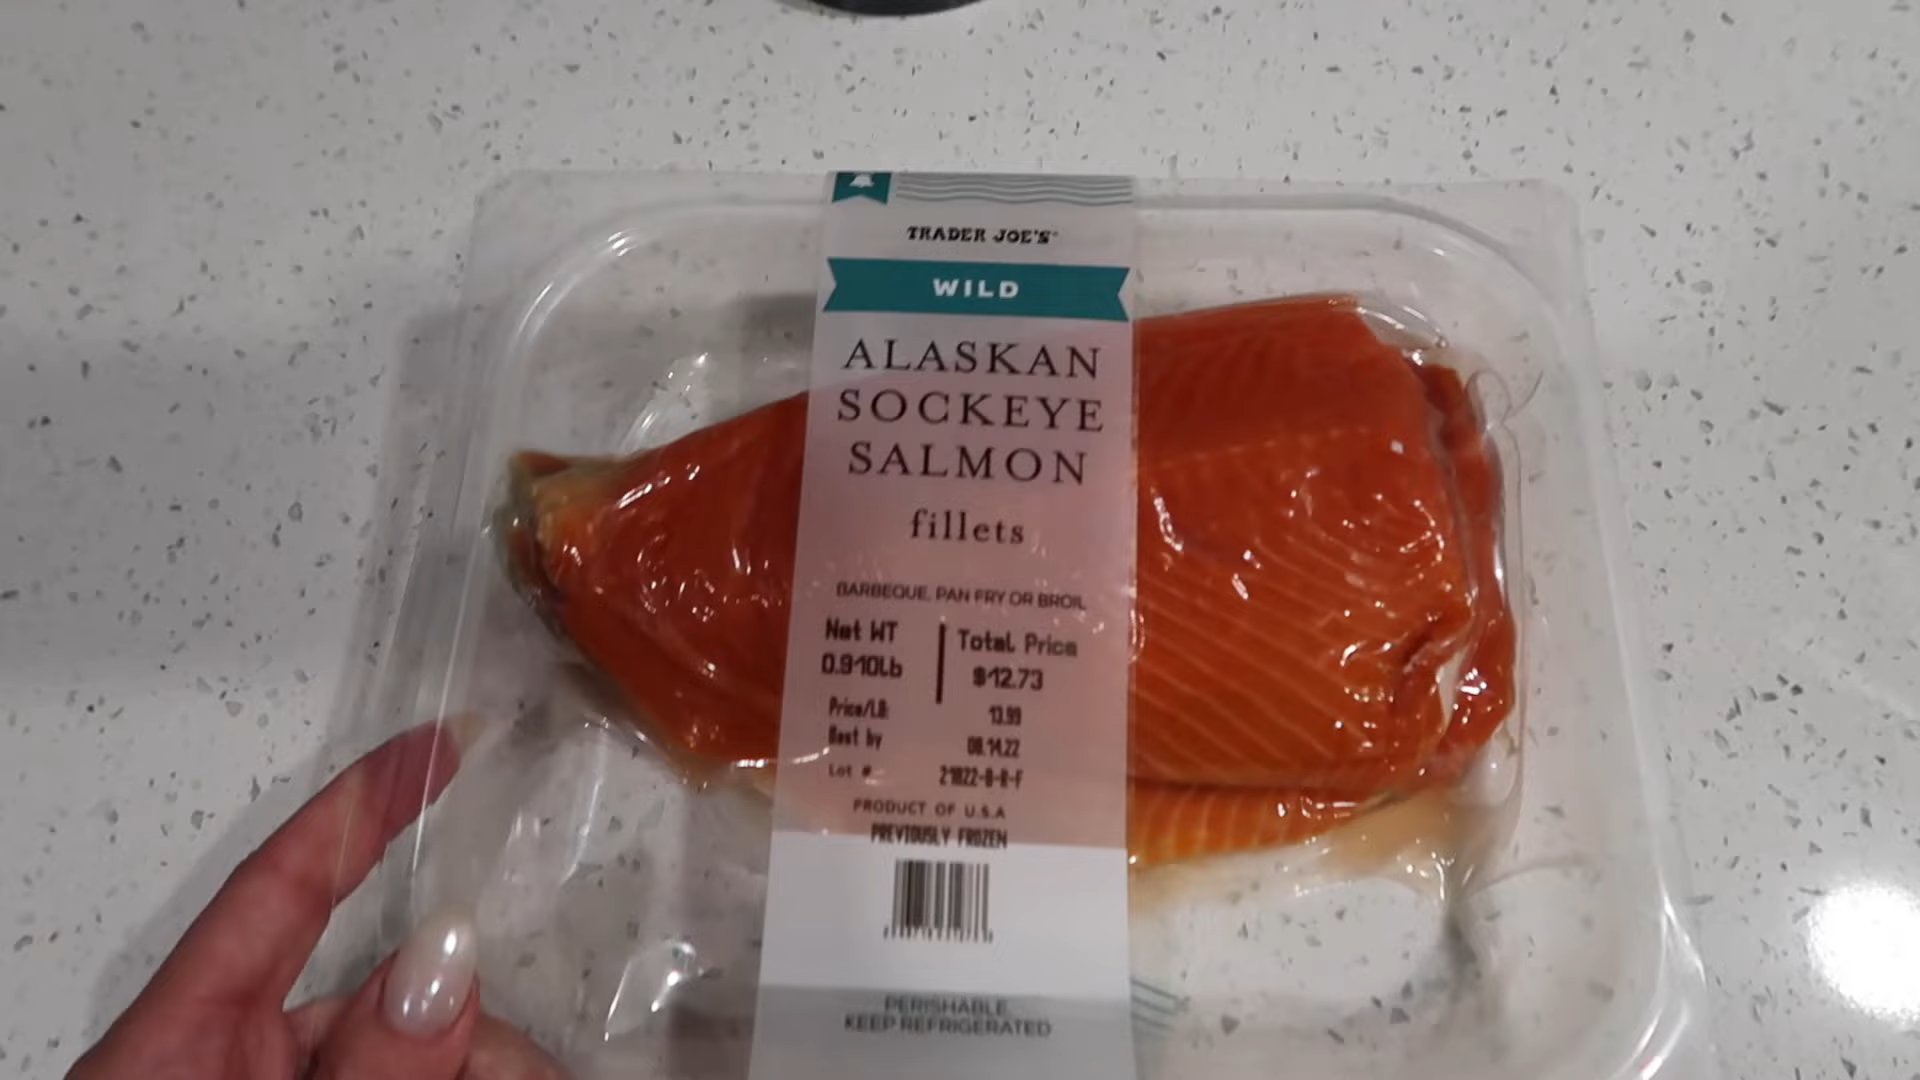 TRADER JOE'S
WILD
ALASKAN
SOCKEYE
SALMON
fillets
BARBEQUE, PAN FRY OR BROIL
Net WT
0.910lb
Total Price
$12.73
Price/LB: 13.99
Best by 08.14.22
Lot #: 21822-B-R-F
PRODUCT OF U.S.A
PREVIOUSLY FROZEN
PERISHABLE,
KEEP REFRIGERATED